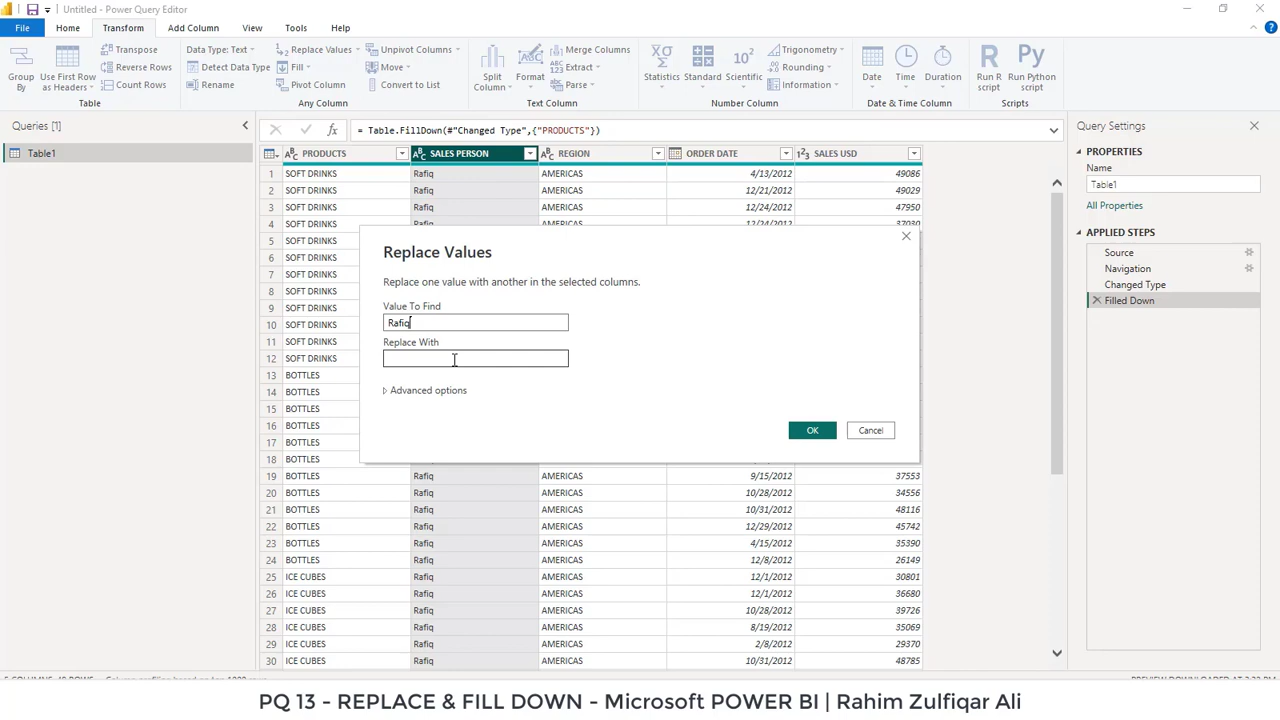 Untitled - Power Query Editor
File Home Transform Add Column View Tools Help
Group By
Use First Row as Headers
Transpose
Reverse Rows
Count Rows
Table
Data Type: Text
Detect Data Type
Rename
Replace Values
Fill
Pivot Column
Unpivot Columns
Move
Convert to List
Any Column
Split Column
Format
Merge Columns
Extract
Parse
Text Column
Statistics
Standard
Scientific
Trigonometry
Rounding
Information
Number Column
Date
Time
Duration
Date & Time Column
Run R script
Run Python script
Scripts
Queries [1]
Table1
= Table.FillDown(#"Changed Type",{"PRODUCTS"})
PRODUCTS SALES PERSON REGION ORDER DATE SALES USD
1 SOFT DRINKS Rafiq AMERICAS 4/13/2012 49086
2 SOFT DRINKS Rafiq AMERICAS 12/21/2012 49029
3 SOFT DRINKS Rafiq AMERICAS 12/24/2012 47950
4 SOFT DRINKS Rafiq AMERICAS 12/24/2012 37030
5 SOFT DRINKS
6 SOFT DRINKS
7 SOFT DRINKS
8 SOFT DRINKS
9 SOFT DRINKS
10 SOFT DRINKS
11 SOFT DRINKS
12 SOFT DRINKS
13 BOTTLES
14 BOTTLES
15 BOTTLES
16 BOTTLES
17 BOTTLES
18 BOTTLES
19 BOTTLES Rafiq AMERICAS 9/15/2012 37553
20 BOTTLES Rafiq AMERICAS 10/28/2012 34556
21 BOTTLES Rafiq AMERICAS 10/31/2012 48116
22 BOTTLES Rafiq AMERICAS 12/29/2012 45742
23 BOTTLES Rafiq AMERICAS 4/15/2012 35390
24 BOTTLES Rafiq AMERICAS 12/8/2012 26149
25 ICE CUBES Rafiq AMERICAS 12/1/2012 30801
26 ICE CUBES Rafiq AMERICAS 12/1/2012 36680
27 ICE CUBES Rafiq AMERICAS 10/28/2012 39726
28 ICE CUBES Rafiq AMERICAS 8/19/2012 35069
29 ICE CUBES Rafiq AMERICAS 2/8/2012 29370
30 ICE CUBES Rafiq AMERICAS 10/31/2012 48785
Replace Values
Replace one value with another in the selected columns.
Value To Find
Rafiq
Replace With
Advanced options
OK Cancel
Query Settings
PROPERTIES
Name
Table1
All Properties
APPLIED STEPS
Source
Navigation
Changed Type
Filled Down
PQ 13 - REPLACE & FILL DOWN - Microsoft POWER BI | Rahim Zulfiqar Ali